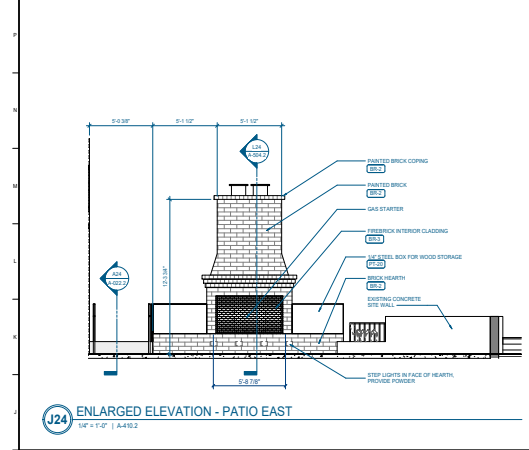 P
N
M
L
K
J
5'-0 3/8"
5'-1 1/2"
5'-1 1/2"
L24
A-504.2
PAINTED BRICK COPING
BR-2
PAINTED BRICK
BR-2
GAS STARTER
FIREBRICK INTERIOR CLADDING
BR-3
1/4" STEEL BOX FOR WOOD STORAGE
PT-20
BRICK HEARTH
BR-2
EXISTING CONCRETE
SITE WALL
A24
A-022.2
12'-3 3/4"
STEP LIGHTS IN FACE OF HEARTH,
PROVIDE POWDER
5'-8 7/8"
J24
ENLARGED ELEVATION - PATIO EAST
1/4" = 1'-0" | A-410.2